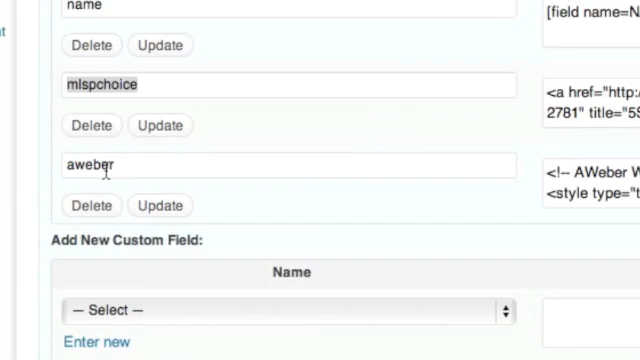 name
[field name=N
Delete Update
mlspchoice
<a href="http:/
2781" title="5S
Delete Update
aweber
<!-- AWeber W
<style type="t
Delete Update
Add New Custom Field:
Name
— Select —
Enter new